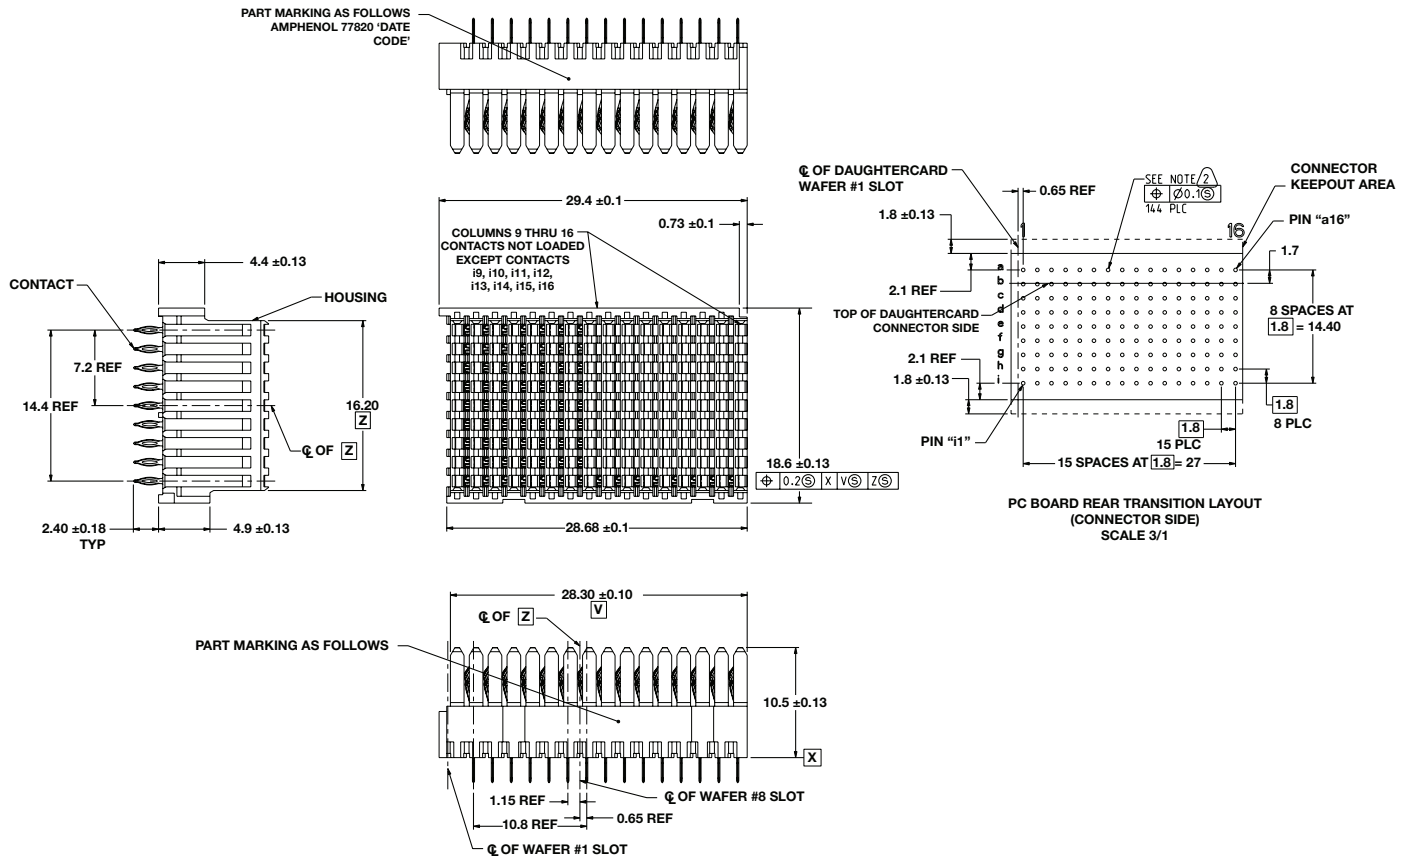 PART MARKING AS FOLLOWS
AMPHENOL 77820 ‘DATE
CODE’
29.4 ±0.1
0.73 ±0.1
COLUMNS 9 THRU 16
CONTACTS NOT LOADED
EXCEPT CONTACTS
i9, i10, i11, i12,
i13, i14, i15, i16
4.4 ±0.13
CONTACT
HOUSING
7.2 REF
14.4 REF
16.20
Z
℄ OF Z
2.40 ±0.18
TYP
4.9 ±0.13
18.6 ±0.13
⌖ 0.2Ⓢ X VⓈ ZⓈ
28.68 ±0.1
℄ OF DAUGHTERCARD
WAFER #1 SLOT
0.65 REF
SEE NOTE 2
⌖ Ø0.1Ⓢ
144 PLC
CONNECTOR
KEEPOUT AREA
1.8 ±0.13
1
16
PIN “a16”
a
b
c
d
e
f
g
h
i
1.7
2.1 REF
TOP OF DAUGHTERCARD
CONNECTOR SIDE
8 SPACES AT
1.8 = 14.40
2.1 REF
1.8 ±0.13
1.8
8 PLC
PIN “i1”
1.8
15 PLC
15 SPACES AT 1.8 = 27
PC BOARD REAR TRANSITION LAYOUT
(CONNECTOR SIDE)
SCALE 3/1
28.30 ±0.10
V
℄ OF Z
PART MARKING AS FOLLOWS
10.5 ±0.13
X
1.15 REF
℄ OF WAFER #8 SLOT
0.65 REF
10.8 REF
℄ OF WAFER #1 SLOT